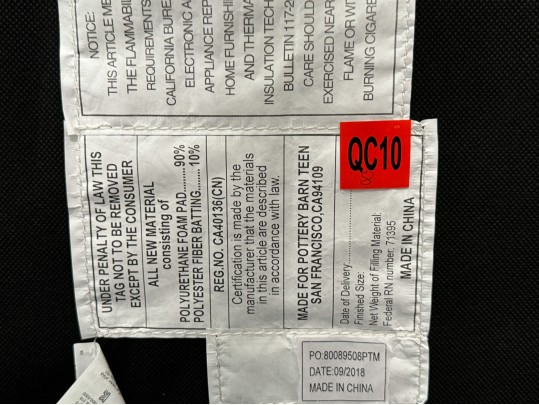 NOTICE:
THIS ARTICLE ME
THE FLAMMABIL
REQUIREMENTS
CALIFORNIA BURE
ELECTRONIC A
APPLIANCE REP
HOME FURNISHI
AND THERMA
INSULATION TECH
BULLETIN 117-2
CARE SHOULD
EXERCISED NEAR
FLAME OR WIT
BURNING CIGARE
UNDER PENALTY OF LAW THIS
TAG NOT TO BE REMOVED
EXCEPT BY THE CONSUMER
ALL NEW MATERIAL
consisting of
POLYURETHANE FOAM PAD.......90%
POLYESTER FIBER BATTING....... 10%
REG.NO. CA40136(CN)
Certification is made by the
manufacturer that the materials
in this article are described
in accordance with law.
MADE FOR POTTERY BARN TEEN
SAN FRANCISCO,CA94109
QC10
Date of Delivery
Finished Size:
Net Weight of Filling Material:
Federal RN number: 71395
MADE IN CHINA
PO:80089508PTM
DATE:09/2018
MADE IN CHINA